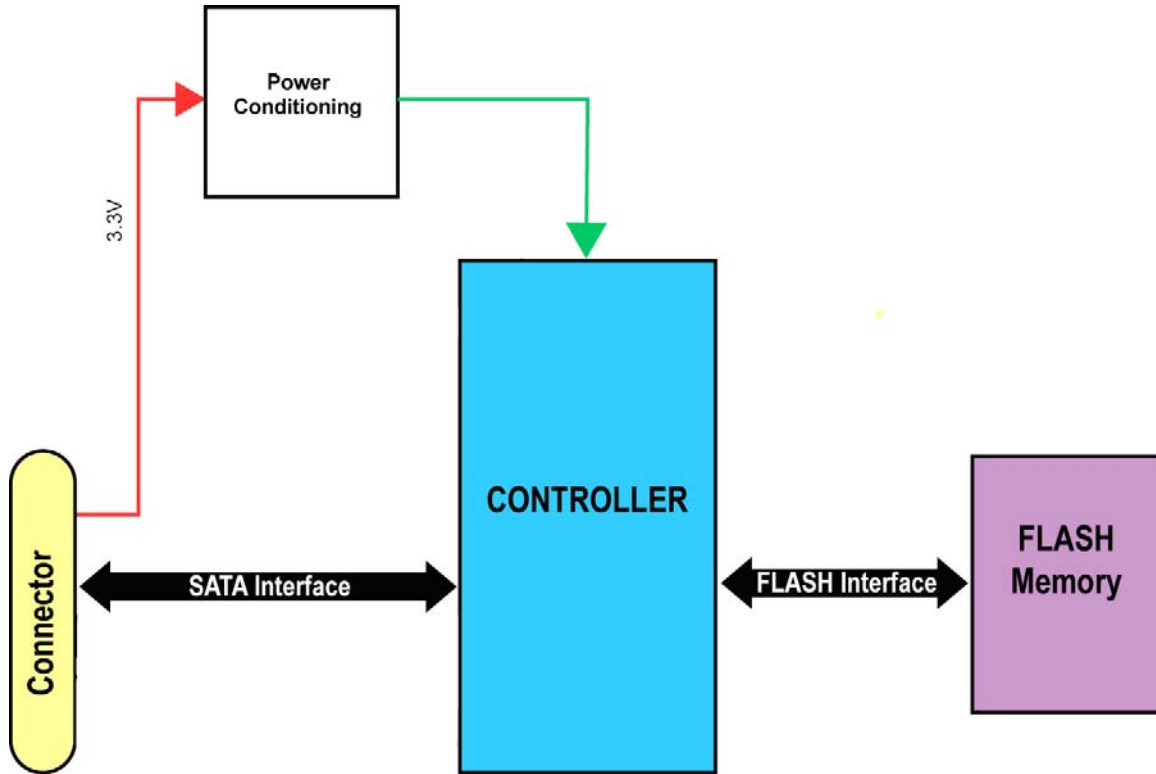 Power
Conditioning
3.3V
CONTROLLER
FLASH
Memory
Connector
SATA Interface
FLASH Interface